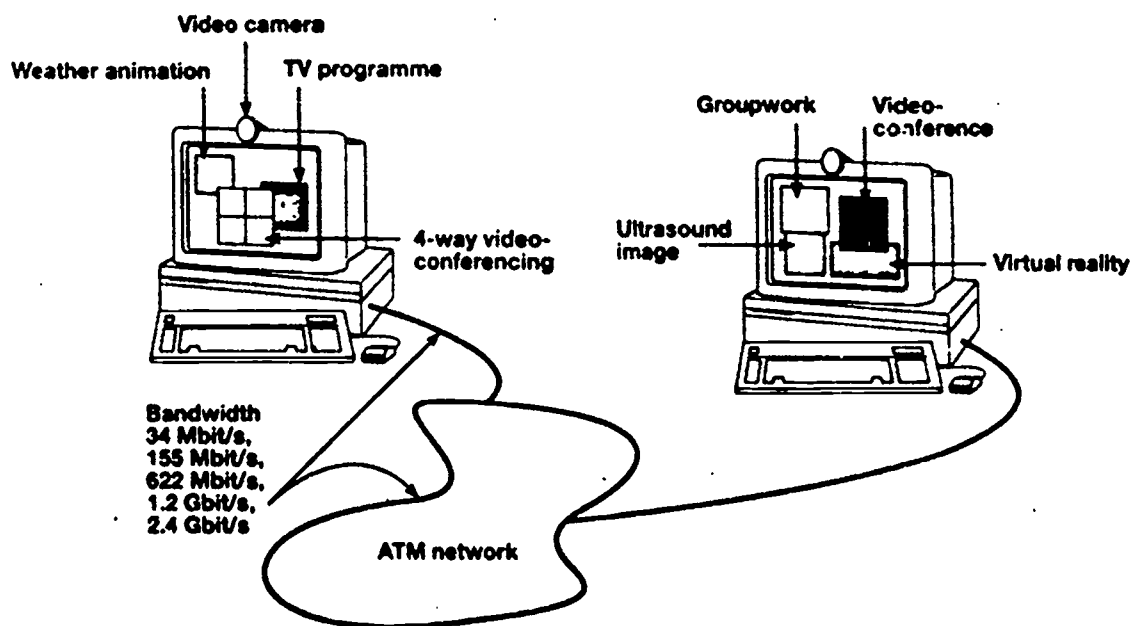 Video camera
Weather animation
TV programme
4-way video-
conferencing
Groupwork
Video-
conference
Ultrasound
image
Virtual reality
Bandwidth
34 Mbit/s,
155 Mbit/s,
622 Mbit/s,
1.2 Gbit/s,
2.4 Gbit/s
ATM network